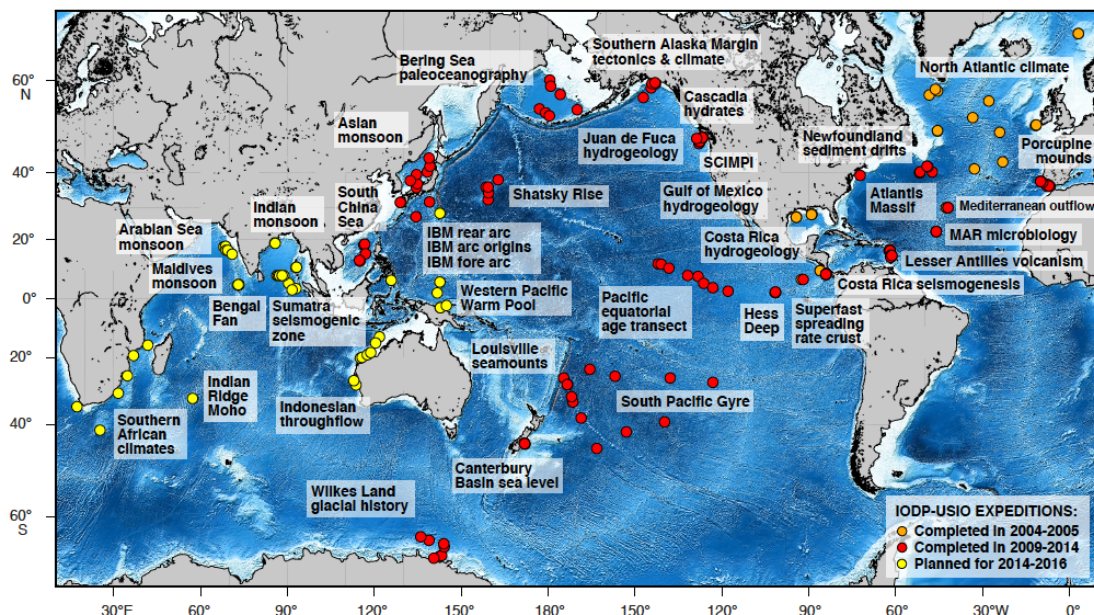 Southern Alaska Margin
tectonics & climate
Bering Sea
paleoceanography
North Atlantic climate
60°
N
Cascadia
hydrates
Asian
monsoon
Juan de Fuca
hydrogeology
Newfoundland
sediment drifts
Porcupine
mounds
SCIMPI
40°
South
China
Sea
Shatsky Rise
Gulf of Mexico
hydrogeology
Atlantis
Massif
Mediterranean outflow
Indian
monsoon
Arabian Sea
monsoon
IBM rear arc
IBM arc origins
IBM fore arc
Costa Rica
hydrogeology
MAR microbiology
20°
Lesser Antilles volcanism
Maldives
monsoon
Costa Rica seismogenesis
Western Pacific
Warm Pool
Pacific
equatorial
age transect
Bengal
Fan
Sumatra
seismogenic
zone
Hess
Deep
Superfast
spreading
rate crust
0°
Louisville
seamounts
20°
Indian
Ridge
Moho
Indonesian
throughflow
South Pacific Gyre
Southern
African
climates
40°
Canterbury
Basin sea level
Wilkes Land
glacial history
60°
S
IODP-USIO EXPEDITIONS:
Completed in 2004-2005
Completed in 2009-2014
Planned for 2014-2016
30°E 60° 90° 120° 150° 180° 150° 120° 90° 60° 30° 0°